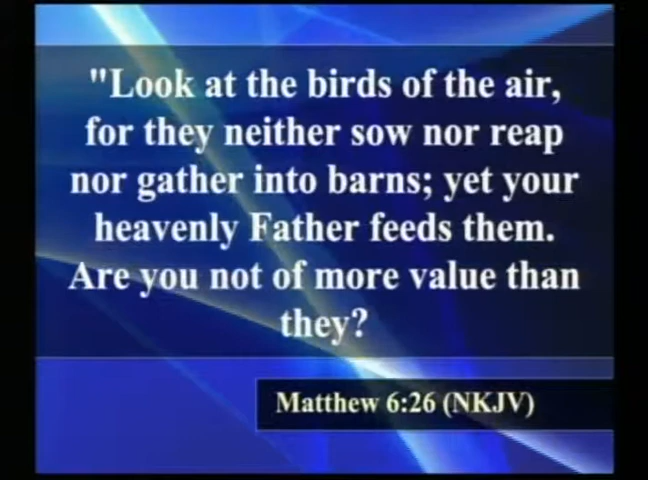 "Look at the birds of the air,
for they neither sow nor reap
nor gather into barns; yet your
heavenly Father feeds them.
Are you not of more value than
they?
Matthew 6:26 (NKJV)